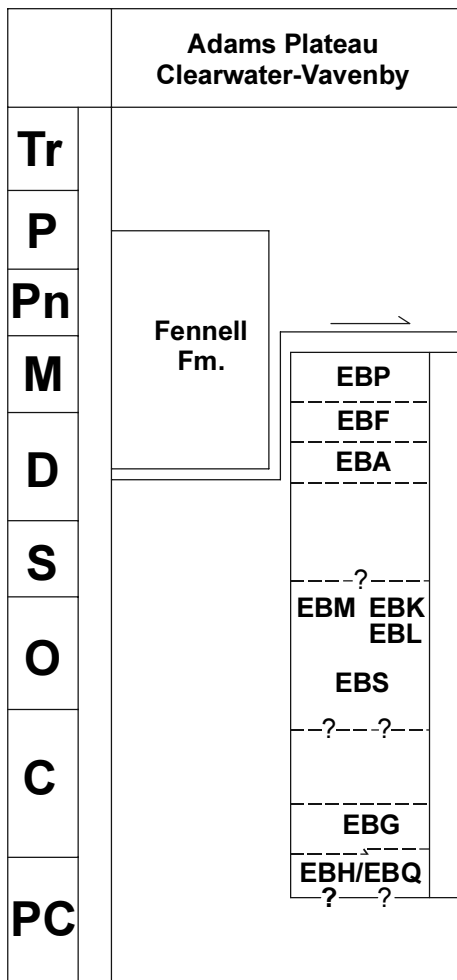 Adams Plateau
Clearwater-Vavenby
Tr
P
Pn
M
D
S
O
C
PC
Fennell
Fm.
EBP
EBF
EBA
?
EBM EBK
EBL
EBS
? ?
EBG
EBH/EBQ
? ?